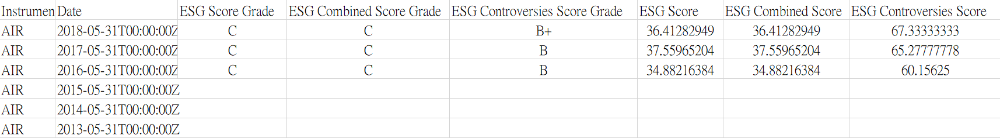 Instrumen Date ESG Score Grade ESG Combined Score Grade ESG Controversies Score Grade ESG Score ESG Combined Score ESG Controversies Score
AIR 2018-05-31T00:00:00Z C C B+ 36.41282949 36.41282949 67.33333333
AIR 2017-05-31T00:00:00Z C C B 37.55965204 37.55965204 65.27777778
AIR 2016-05-31T00:00:00Z C C B 34.88216384 34.88216384 60.15625
AIR 2015-05-31T00:00:00Z
AIR 2014-05-31T00:00:00Z
AIR 2013-05-31T00:00:00Z